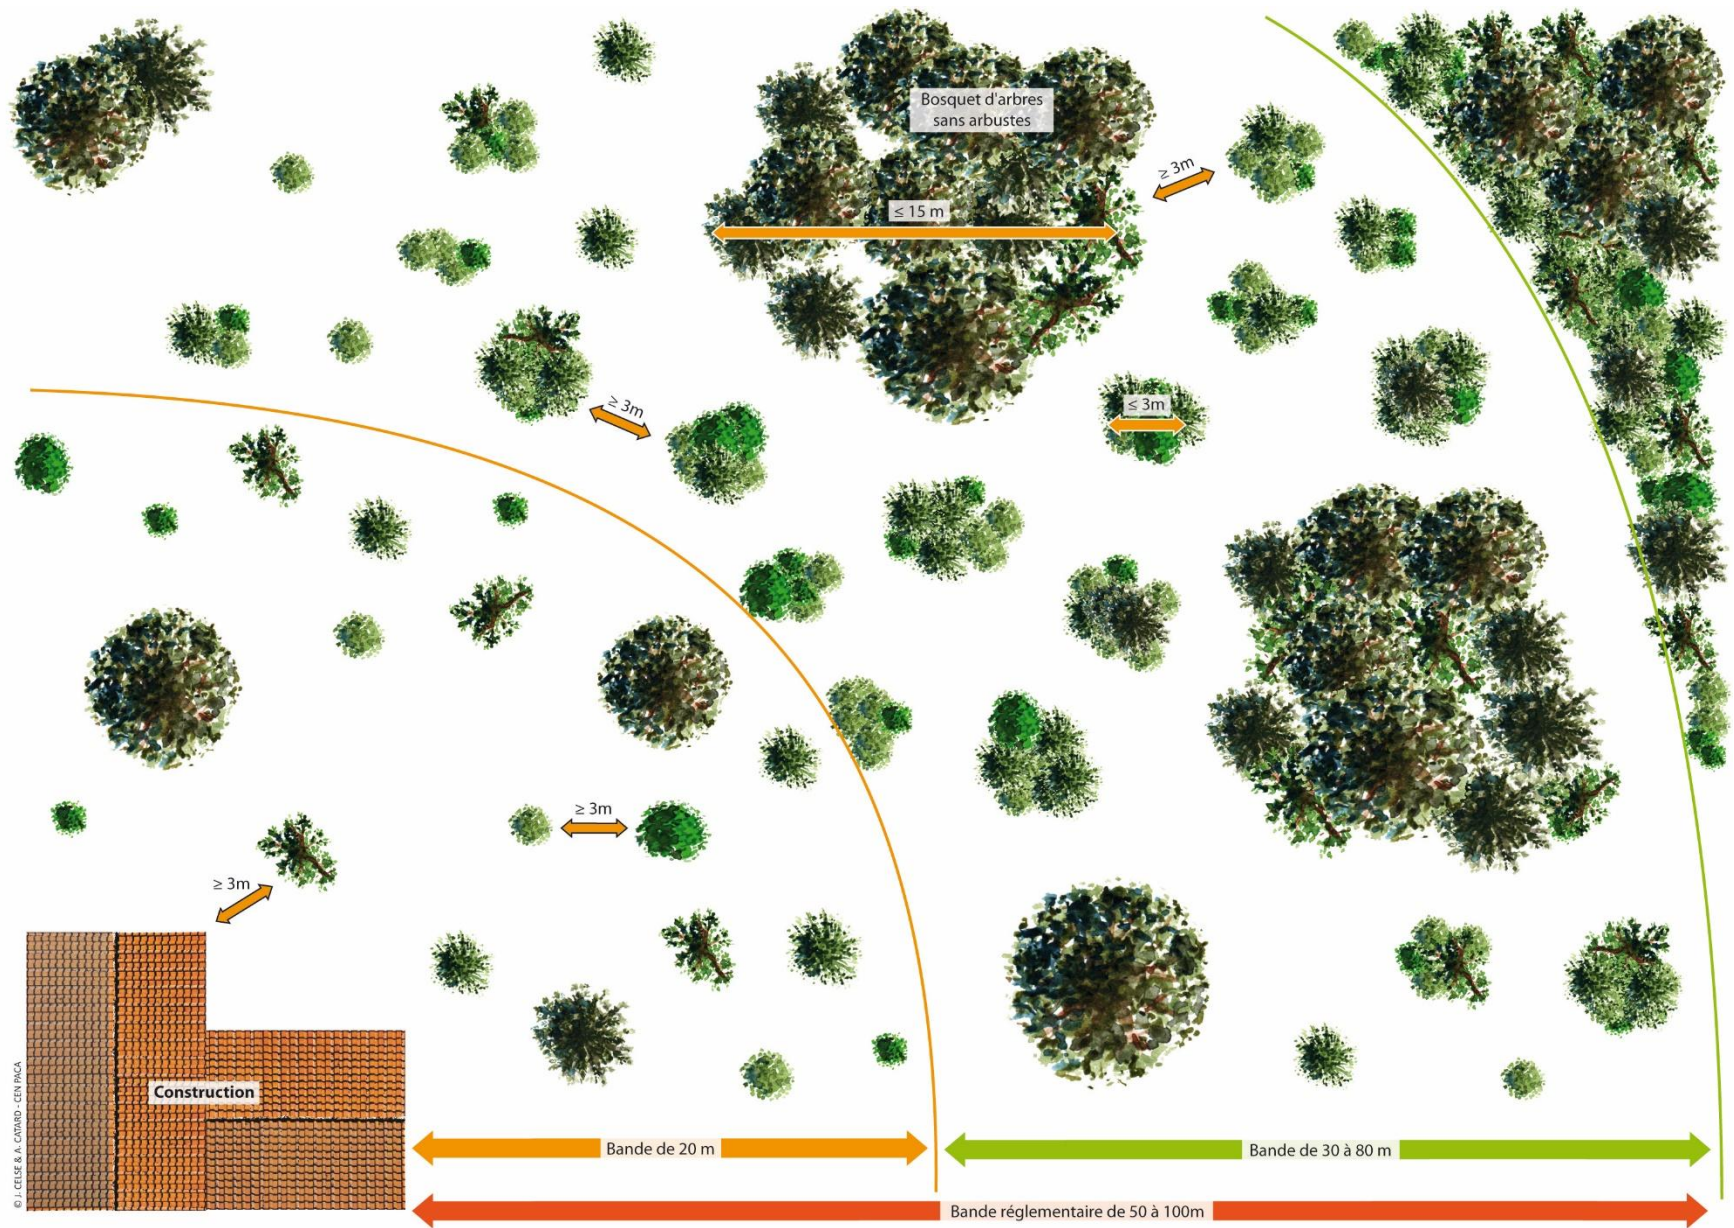 Bosquet d'arbres
sans arbustes
≥ 3m
≤ 15 m
≥ 3m
≤ 3m
≥ 3m
≥ 3m
Construction
© J. CELSE & A. CATARD - CEN PACA
Bande de 20 m
Bande de 30 à 80 m
Bande réglementaire de 50 à 100m